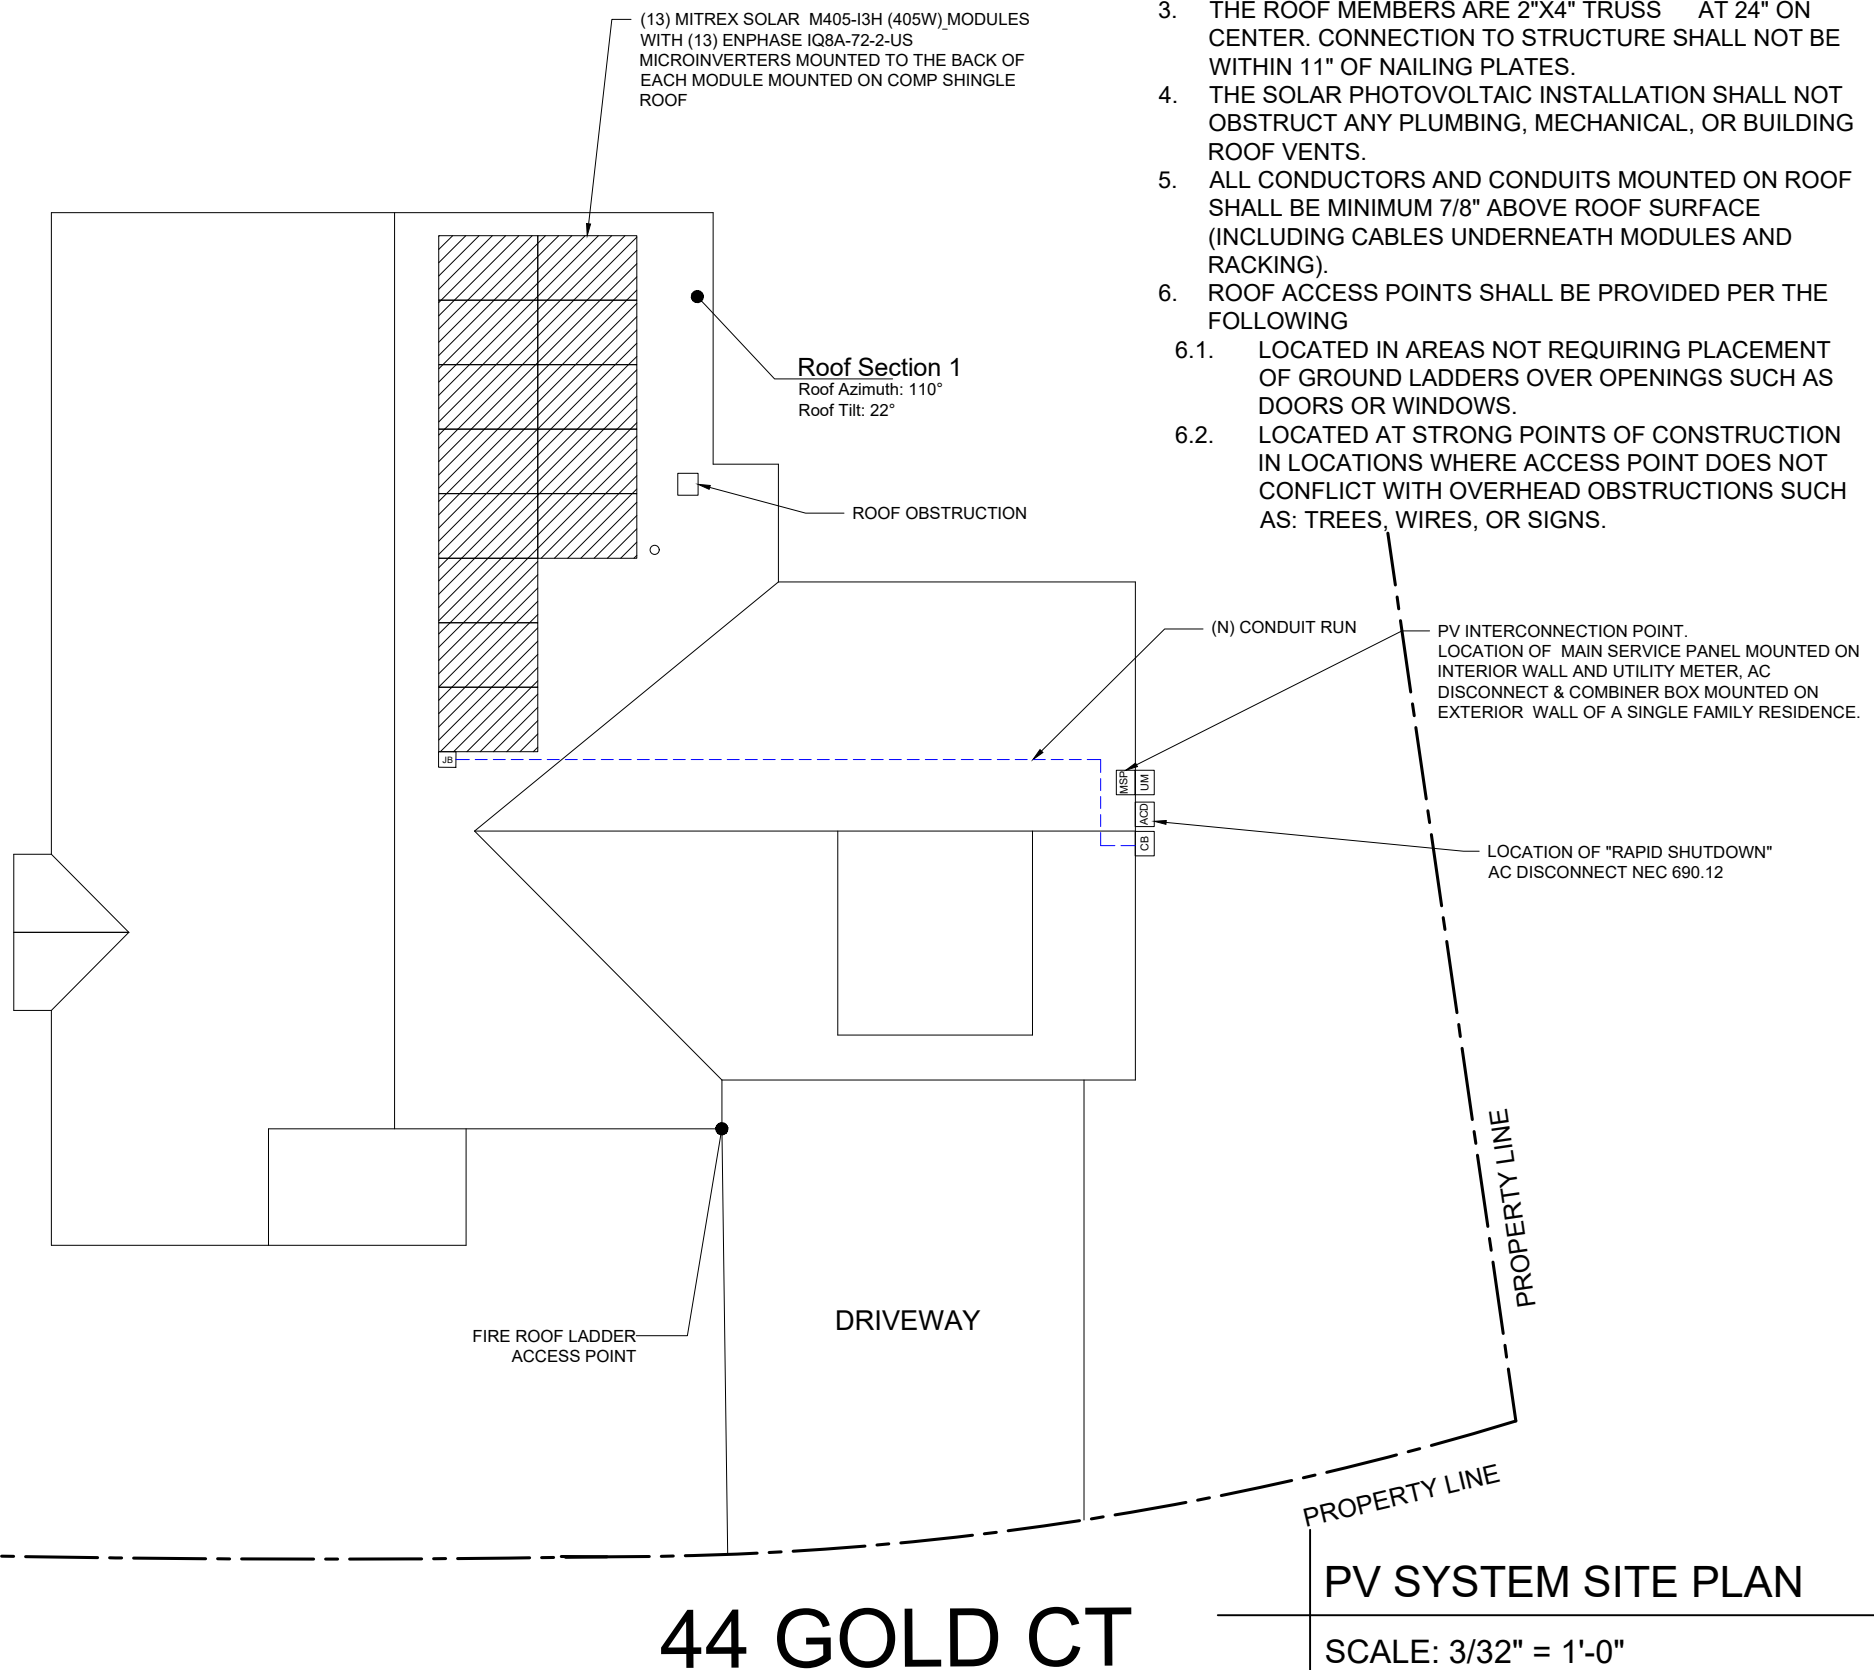 (13) MITREX SOLAR M405-I3H (405W)_MODULES
WITH (13) ENPHASE IQ8A-72-2-US
MICROINVERTERS MOUNTED TO THE BACK OF
EACH MODULE MOUNTED ON COMP SHINGLE
ROOF
3. THE ROOF MEMBERS ARE 2"X4" TRUSS AT 24" ON
CENTER. CONNECTION TO STRUCTURE SHALL NOT BE
WITHIN 11" OF NAILING PLATES.
4. THE SOLAR PHOTOVOLTAIC INSTALLATION SHALL NOT
OBSTRUCT ANY PLUMBING, MECHANICAL, OR BUILDING
ROOF VENTS.
5. ALL CONDUCTORS AND CONDUITS MOUNTED ON ROOF
SHALL BE MINIMUM 7/8" ABOVE ROOF SURFACE
(INCLUDING CABLES UNDERNEATH MODULES AND
RACKING).
6. ROOF ACCESS POINTS SHALL BE PROVIDED PER THE
FOLLOWING
6.1. LOCATED IN AREAS NOT REQUIRING PLACEMENT
OF GROUND LADDERS OVER OPENINGS SUCH AS
DOORS OR WINDOWS.
6.2. LOCATED AT STRONG POINTS OF CONSTRUCTION
IN LOCATIONS WHERE ACCESS POINT DOES NOT
CONFLICT WITH OVERHEAD OBSTRUCTIONS SUCH
AS: TREES, WIRES, OR SIGNS.
Roof Section 1
Roof Azimuth: 110°
Roof Tilt: 22°
ROOF OBSTRUCTION
(N) CONDUIT RUN
PV INTERCONNECTION POINT.
LOCATION OF MAIN SERVICE PANEL MOUNTED ON
INTERIOR WALL AND UTILITY METER, AC
DISCONNECT & COMBINER BOX MOUNTED ON
EXTERIOR WALL OF A SINGLE FAMILY RESIDENCE.
JB
MSP
UM
ACD
CB
LOCATION OF "RAPID SHUTDOWN"
AC DISCONNECT NEC 690.12
PROPERTY LINE
DRIVEWAY
FIRE ROOF LADDER
ACCESS POINT
PROPERTY LINE
PV SYSTEM SITE PLAN
44 GOLD CT
SCALE: 3/32" = 1'-0"